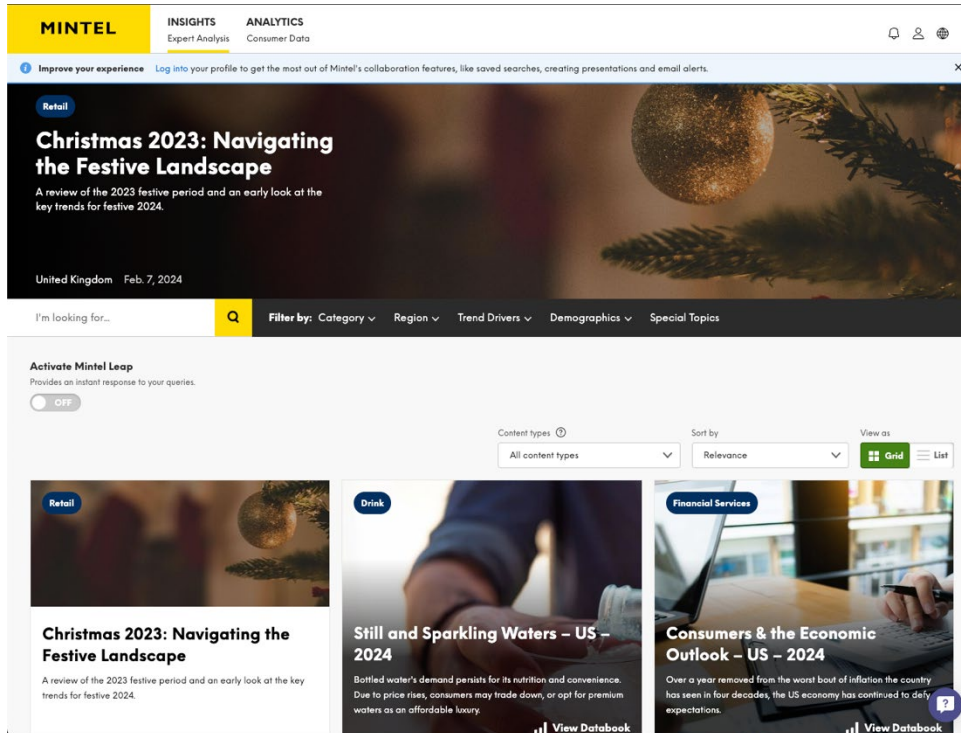 MINTEL
INSIGHTS
Expert Analysis
ANALYTICS
Consumer Data
Improve your experience Log into your profile to get the most out of Mintel's collaboration features, like saved searches, creating presentations and email alerts.
Retail
Christmas 2023: Navigating
the Festive Landscape
A review of the 2023 festive period and an early look at the
key trends for festive 2024.
United Kingdom Feb. 7, 2024
I'm looking for...
Filter by: Category Region Trend Drivers Demographics Special Topics
Activate Mintel Leap
Provides an instant response to your queries.
OFF
Content types ?
All content types
Sort by
Relevance
View as
Grid List
Retail
Christmas 2023: Navigating the
Festive Landscape
A review of the 2023 festive period and an early look at the key
trends for festive 2024.
Drink
Still and Sparkling Waters – US –
2024
Bottled water's demand persists for its nutrition and convenience.
Due to price rises, consumers may trade down, or opt for premium
waters as an affordable luxury.
View Databook
Financial Services
Consumers & the Economic
Outlook – US – 2024
Over a year removed from the worst bout of inflation the country
has seen in four decades, the US economy has continued to defy
expectations.
View Databook
?